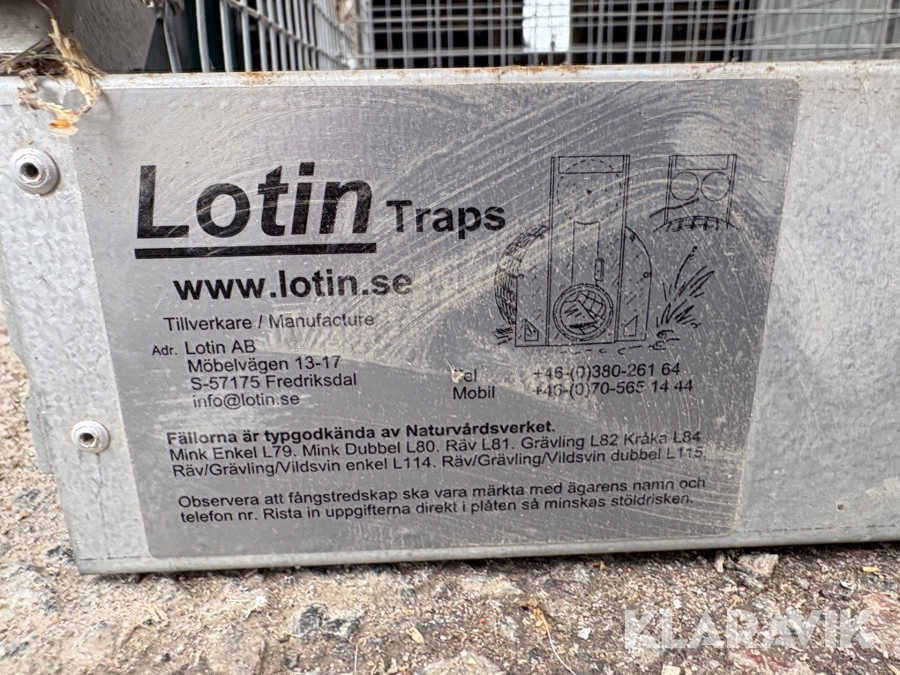 Lotin Traps
www.lotin.se
Tillverkare / Manufacture
Adr. Lotin AB
Möbelvägen 13-17
S-57175 Fredriksdal
info@lotin.se
Tel +46-(0)380-261 64
Mobil +46-(0)70-565 14 44
Fällorna är typgodkända av Naturvårdsverket.
Mink Enkel L79. Mink Dubbel L80. Räv L81. Grävling L82 Kråka L84
Räv/Grävling/Vildsvin enkel L114. Räv/Grävling/Vildsvin dubbel L115.
Observera att fångstredskap ska vara märkta med ägarens namn och
telefon nr. Rista in uppgifterna direkt i plåten så minskas stöldrisken.
KLARAVIK